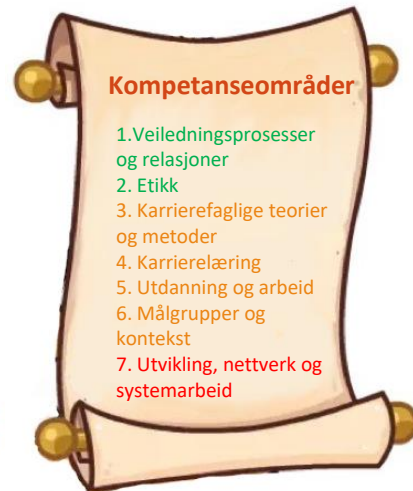 Kompetanseområder
1.Veiledningsprosesser
og relasjoner
2. Etikk
3. Karrierefaglige teorier
og metoder
4. Karrierelæring
5. Utdanning og arbeid
6. Målgrupper og
kontekst
7. Utvikling, nettverk og
systemarbeid